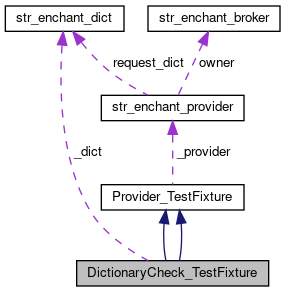 str_enchant_dict
str_enchant_broker
request_dict
owner
str_enchant_provider
_dict
_provider
Provider_TestFixture
DictionaryCheck_TestFixture